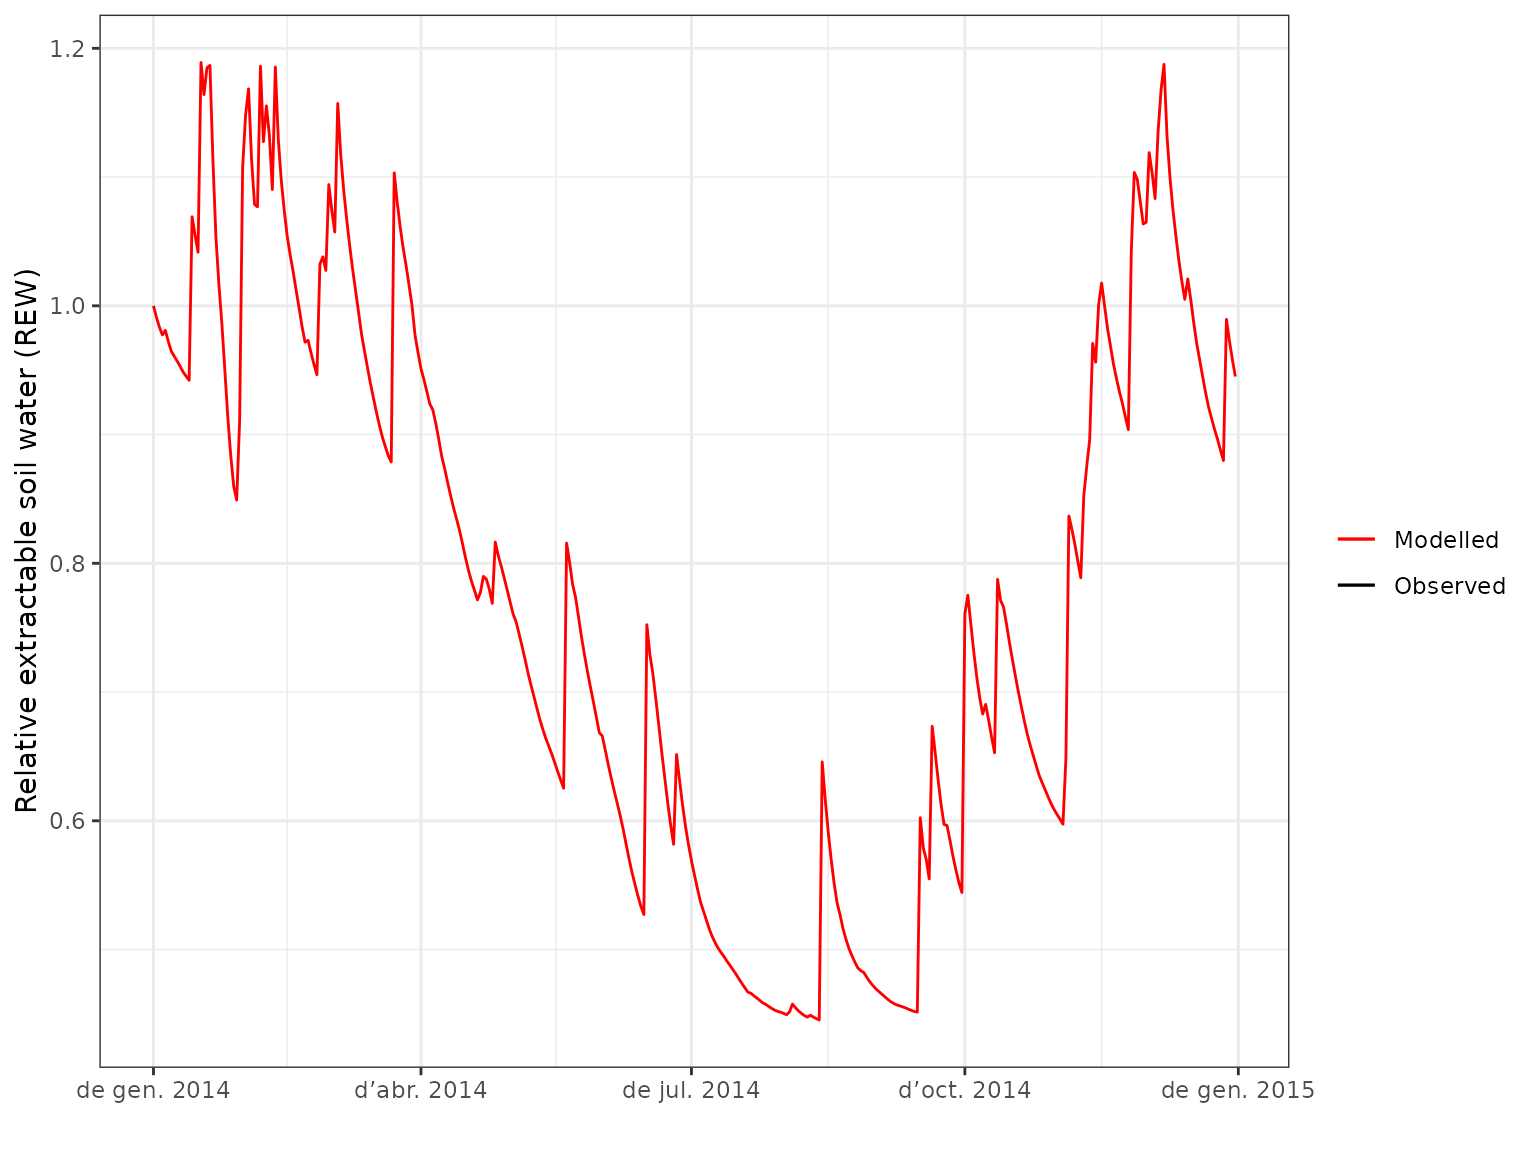 Relative extractable soil water (REW)
1.2
1.0
0.8
0.6
de gen. 2014
d’abr. 2014
de jul. 2014
d’oct. 2014
de gen. 2015
Modelled
Observed